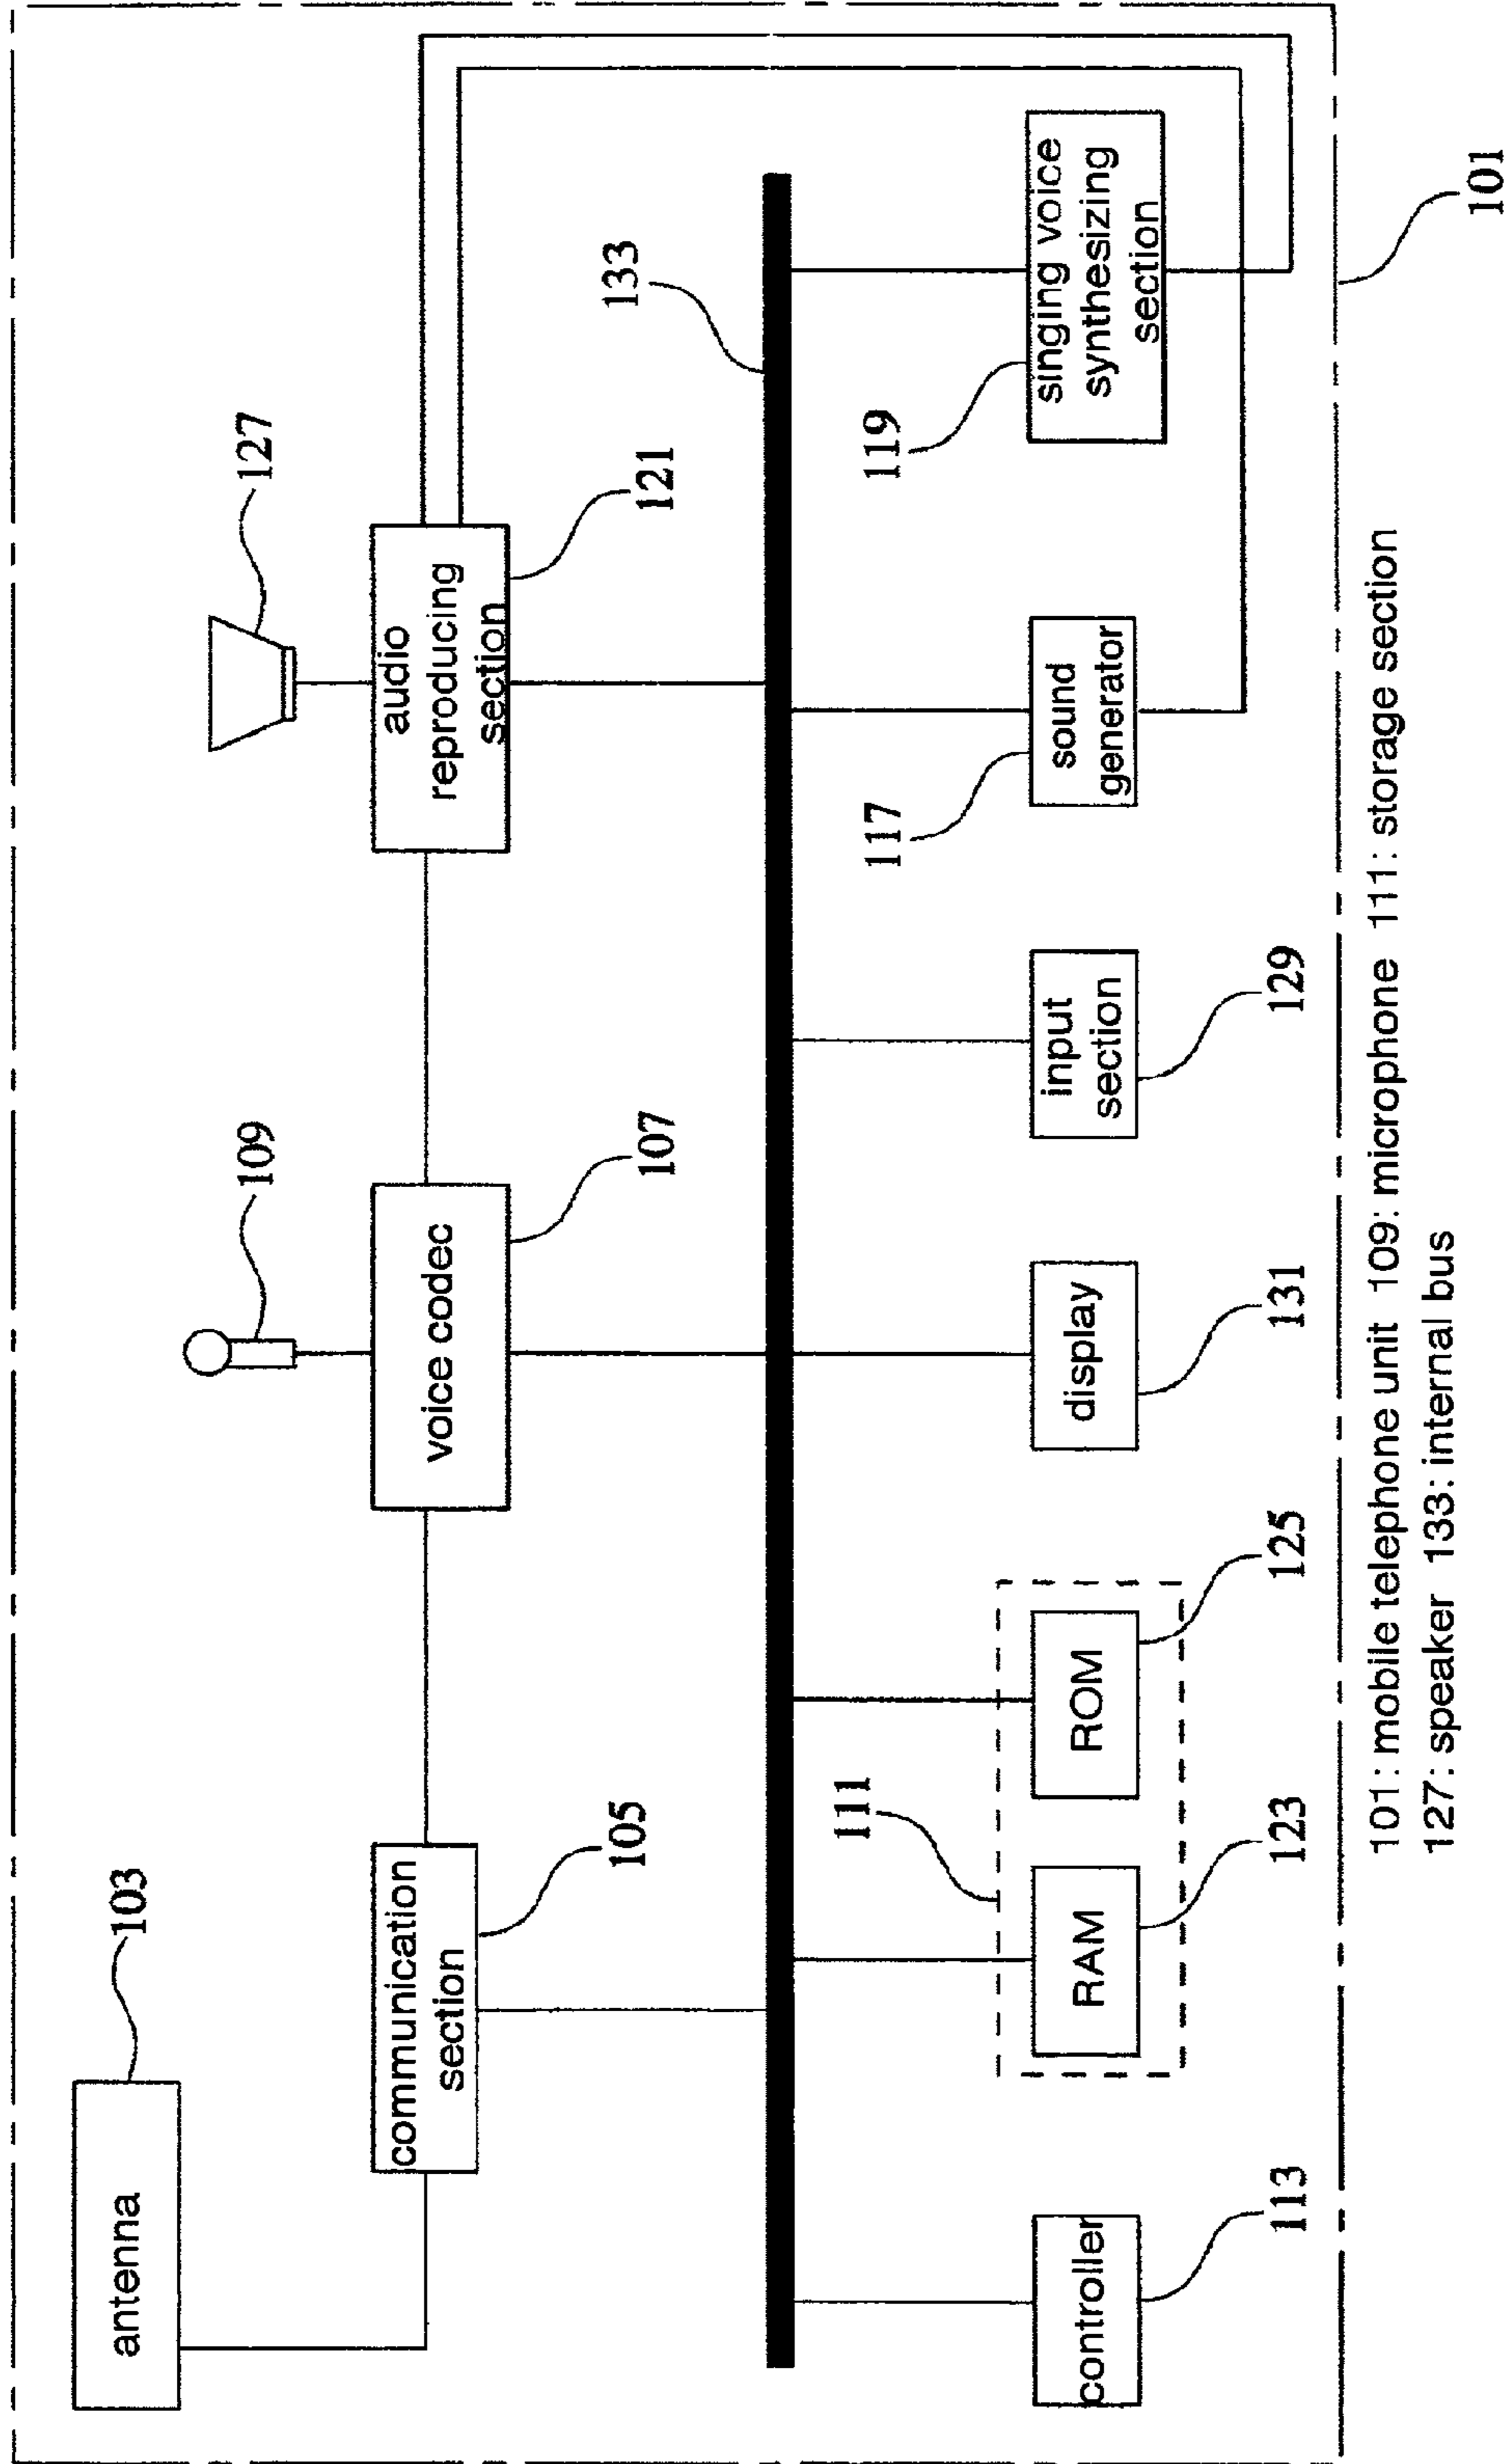 antenna
103
communication
section
105
109
voice codec
107
127
audio
reproducing
section
121
133
controller
113
111
RAM
123
ROM
125
display
131
input
section
129
117
sound
generator
119
singing voice
synthesizing
section
101
101: mobile telephone unit 109: microphone 111: storage section
127: speaker 133: internal bus